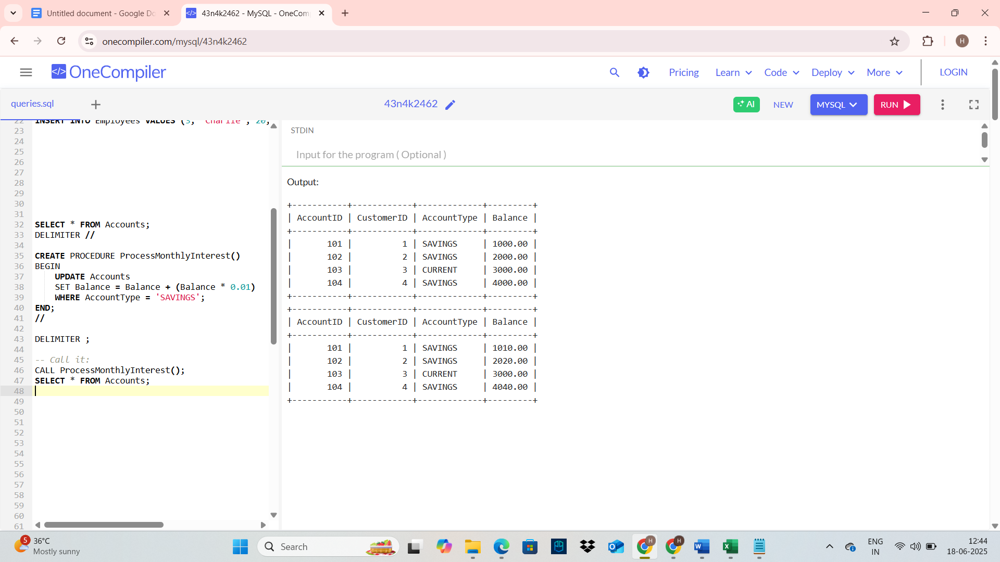 Untitled document - Google Do
43n4k2462 - MySQL - OneCom
onecompiler.com/mysql/43n4k2462
H
</> OneCompiler
Pricing
Learn
Code
Deploy
More
LOGIN
queries.sql
43n4k2462
AI
NEW
MYSQL
RUN
22 INSERT INTO Employees VALUES (3, 'Charlie', 20,
23
24
25
26
27
28
29
30
31
32 SELECT * FROM Accounts;
33 DELIMITER //
34
35 CREATE PROCEDURE ProcessMonthlyInterest()
36 BEGIN
37     UPDATE Accounts
38     SET Balance = Balance + (Balance * 0.01)
39     WHERE AccountType = 'SAVINGS';
40 END;
41 //
42
43 DELIMITER ;
44
45 -- Call it:
46 CALL ProcessMonthlyInterest();
47 SELECT * FROM Accounts;
48
49
50
51
52
53
54
55
56
57
58
59
60
61
STDIN
Input for the program ( Optional )
Output:
+-----------+------------+-------------+---------+
| AccountID | CustomerID | AccountType | Balance |
+-----------+------------+-------------+---------+
|       101 |          1 | SAVINGS     | 1000.00 |
|       102 |          2 | SAVINGS     | 2000.00 |
|       103 |          3 | CURRENT     | 3000.00 |
|       104 |          4 | SAVINGS     | 4000.00 |
+-----------+------------+-------------+---------+
+-----------+------------+-------------+---------+
| AccountID | CustomerID | AccountType | Balance |
+-----------+------------+-------------+---------+
|       101 |          1 | SAVINGS     | 1010.00 |
|       102 |          2 | SAVINGS     | 2020.00 |
|       103 |          3 | CURRENT     | 3000.00 |
|       104 |          4 | SAVINGS     | 4040.00 |
+-----------+------------+-------------+---------+
5
36°C
Mostly sunny
Search
H
H
ENG
IN
12:44
18-06-2025